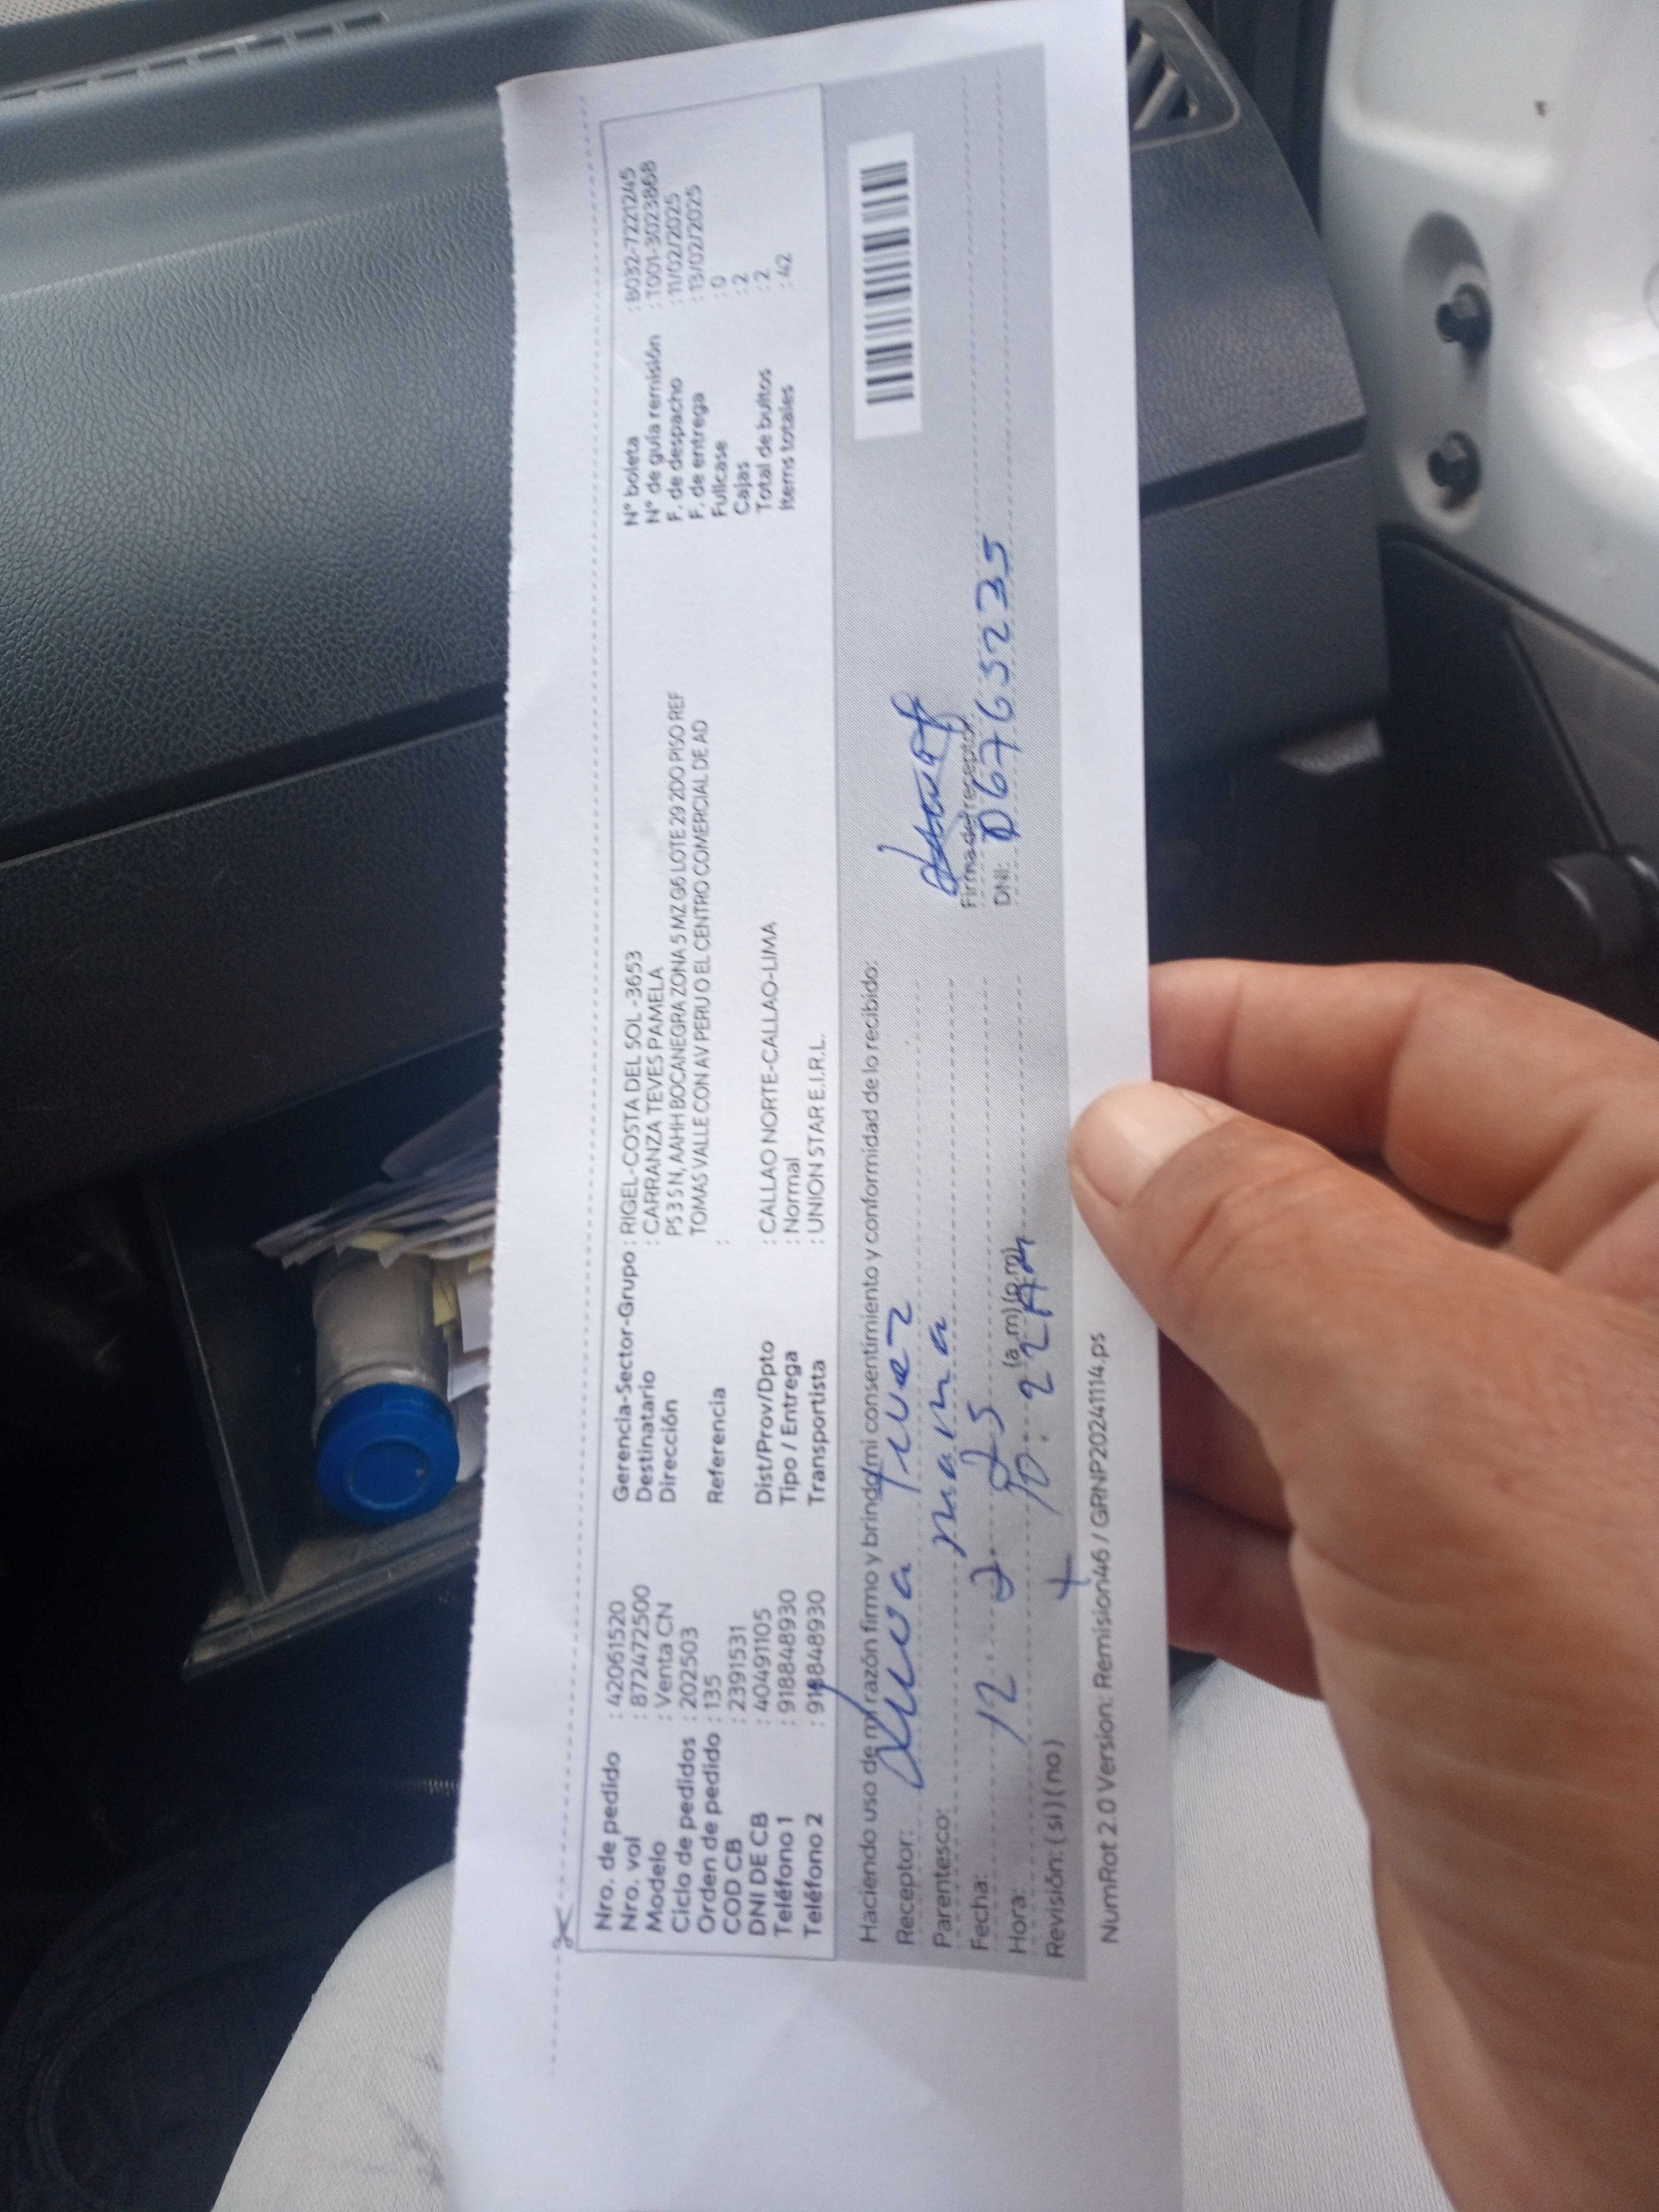 Nro. de pedido : 42061520
Nro. vol : 872472500
Modelo : Venta CN
Ciclo de pedidos : 202503
Orden de pedido : 135
COD CB : 2391531
DNI DE CB : 40491105
Teléfono 1 : 918848930
Teléfono 2 : 918848930
Gerencia-Sector-Grupo : RIGEL-COSTA DEL SOL -3653
Destinatario : CARRANZA TEVES PAMELA
Dirección PS 3 S N, AAHH BOCANEGRA ZONA 5 MZ G6 LOTE 29 2DO PISO REF
TOMAS VALLE CON AV PERU O EL CENTRO COMERCIAL DE AD
Referencia :
Dist/Prov/Dpto : CALLAO NORTE-CALLAO-LIMA
Tipo / Entrega : Normal
Transportista : UNION STAR E.I.R.L.
N° boleta : B032-7221245
N° de guía remisión : T001-3023868
F. de despacho : 11/02/2025
F. de entrega : 13/02/2025
Fullcase : 0
Cajas : 2
Total de bultos : 2
Items totales : 42
Haciendo uso de mi razón firmo y brindo mi consentimiento y conformidad de lo recibido:
Receptor:
Parentesco: mama
Fecha: 12 2 25
Hora: 10:22 (a.m) (p.m)
Revisión: ( si ) ( no )
Firma del receptor
DNI: 07652235
NumRot 2.0 Version: Remision46 / GRNP20241114.ps